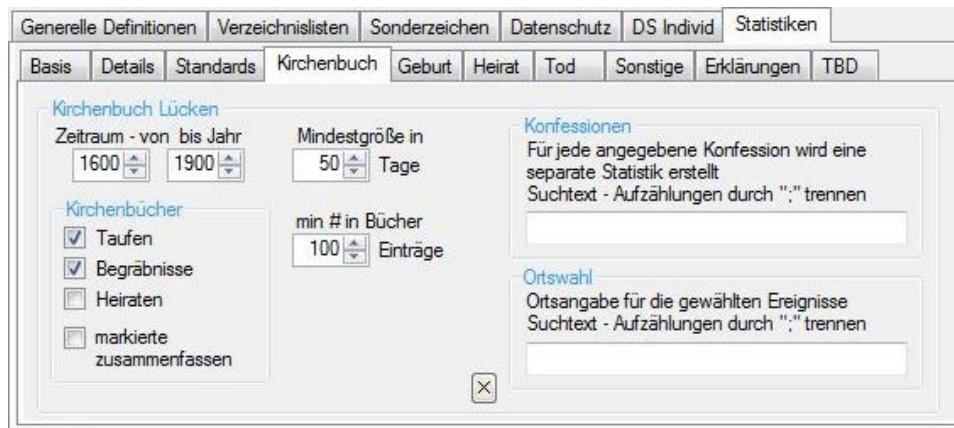 Generelle Definitionen Verzeichnislisten Sonderzeichen Datenschutz DS Individ Statistiken
Basis Details Standards Kirchenbuch Geburt Heirat Tod Sonstige Erklärungen TBD
Kirchenbuch Lücken
Zeitraum - von bis Jahr
1600 1900
Kirchenbücher
Taufen
Begräbnisse
Heiraten
markierte
zusammenfassen
Mindestgröße in
50 Tage
min # in Bücher
100 Einträge
Konfessionen
Für jede angegebene Konfession wird eine
separate Statistik erstellt
Suchtext - Aufzählungen durch ";" trennen
Ortswahl
Ortsangabe für die gewählten Ereignisse
Suchtext - Aufzählungen durch ";" trennen